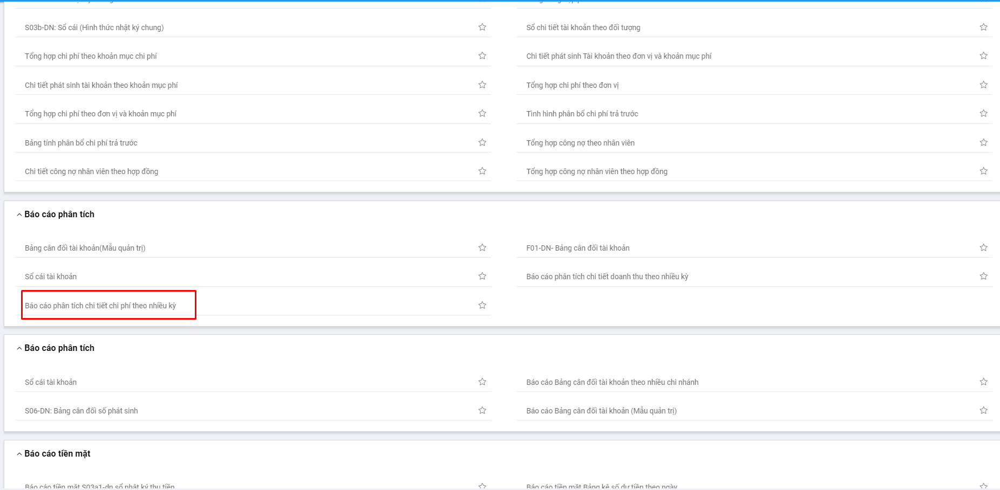 S03b-DN: Sổ cái (Hình thức nhật ký chung)
Sổ chi tiết tài khoản theo đối tượng
Tổng hợp chi phí theo khoản mục chi phí
Chi tiết phát sinh Tài khoản theo đơn vị và khoản mục phí
Chi tiết phát sinh tài khoản theo khoản mục phí
Tổng hợp chi phí theo đơn vị
Tổng hợp chi phí theo đơn vị và khoản mục phí
Tình hình phân bổ chi phí trả trước
Bảng tính phân bổ chi phí trả trước
Tổng hợp công nợ theo nhân viên
Chi tiết công nợ nhân viên theo hợp đồng
Tổng hợp công nợ nhân viên theo hợp đồng
Báo cáo phân tích
Bảng cân đối tài khoản(Mẫu quản trị)
F01-DN- Bảng cân đối tài khoản
Sổ cái tài khoản
Báo cáo phân tích chi tiết doanh thu theo nhiều kỳ
Báo cáo phân tích chi tiết chi phí theo nhiều kỳ
Báo cáo phân tích
Sổ cái tài khoản
Báo cáo Bảng cân đối tài khoản theo nhiều chi nhánh
S06-DN: Bảng cân đối số phát sinh
Báo cáo Bảng cân đối tài khoản (Mẫu quản trị)
Báo cáo tiền mặt
Báo cáo tiền mặt S03a1-dn sổ nhật ký thu tiền
Báo cáo tiền mặt Bảng kê số dư tiền theo ngày